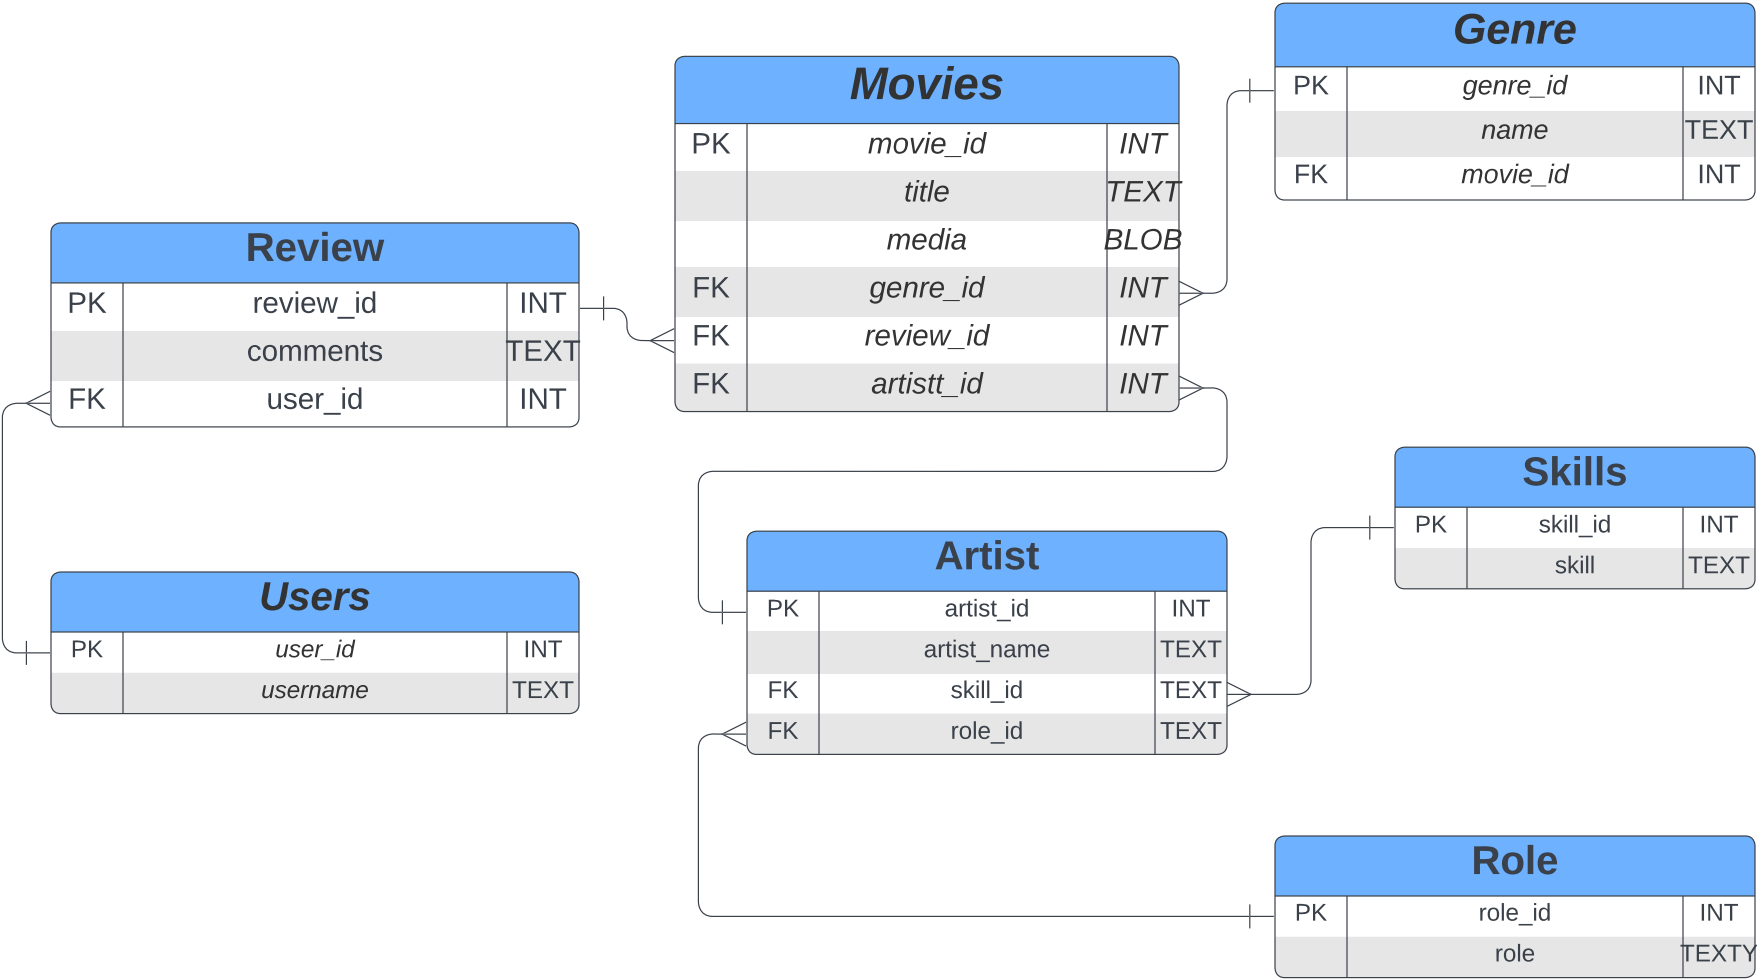 Genre
PK genre_id INT
name TEXT
FK movie_id INT
Movies
PK movie_id INT
title TEXT
media BLOB
FK genre_id INT
FK review_id INT
FK artistt_id INT
Review
PK review_id INT
comments TEXT
FK user_id INT
Users
PK user_id INT
username TEXT
Artist
PK artist_id INT
artist_name TEXT
FK skill_id TEXT
FK role_id TEXT
Skills
PK skill_id INT
skill TEXT
Role
PK role_id INT
role TEXTY